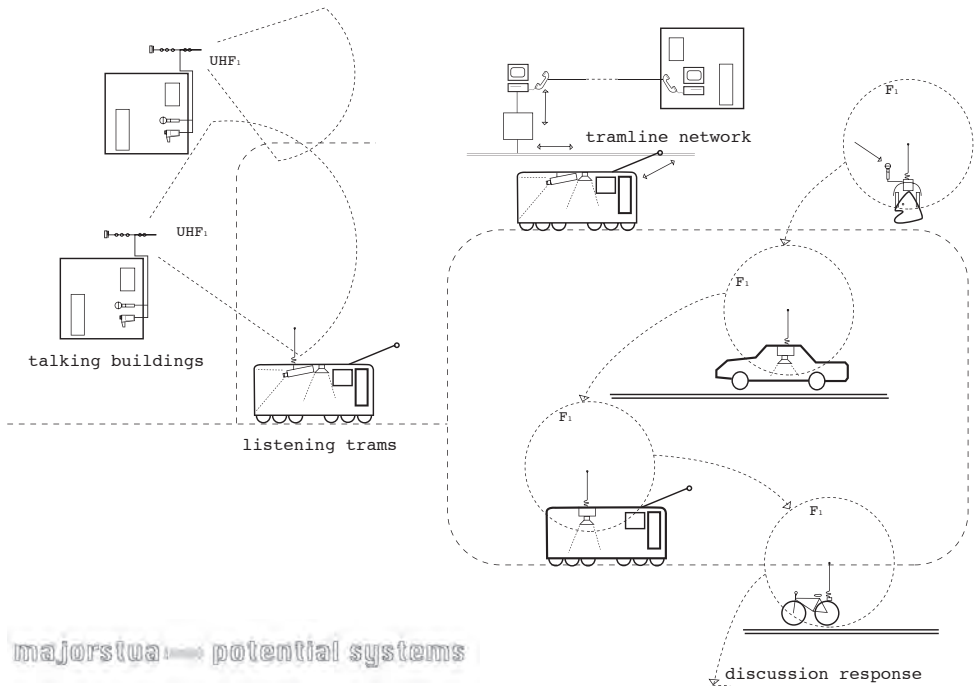 UHF1
F1
tramline network
UHF1
F1
talking buildings
F1
listening trams
F1
majorstua potential systems
discussion response